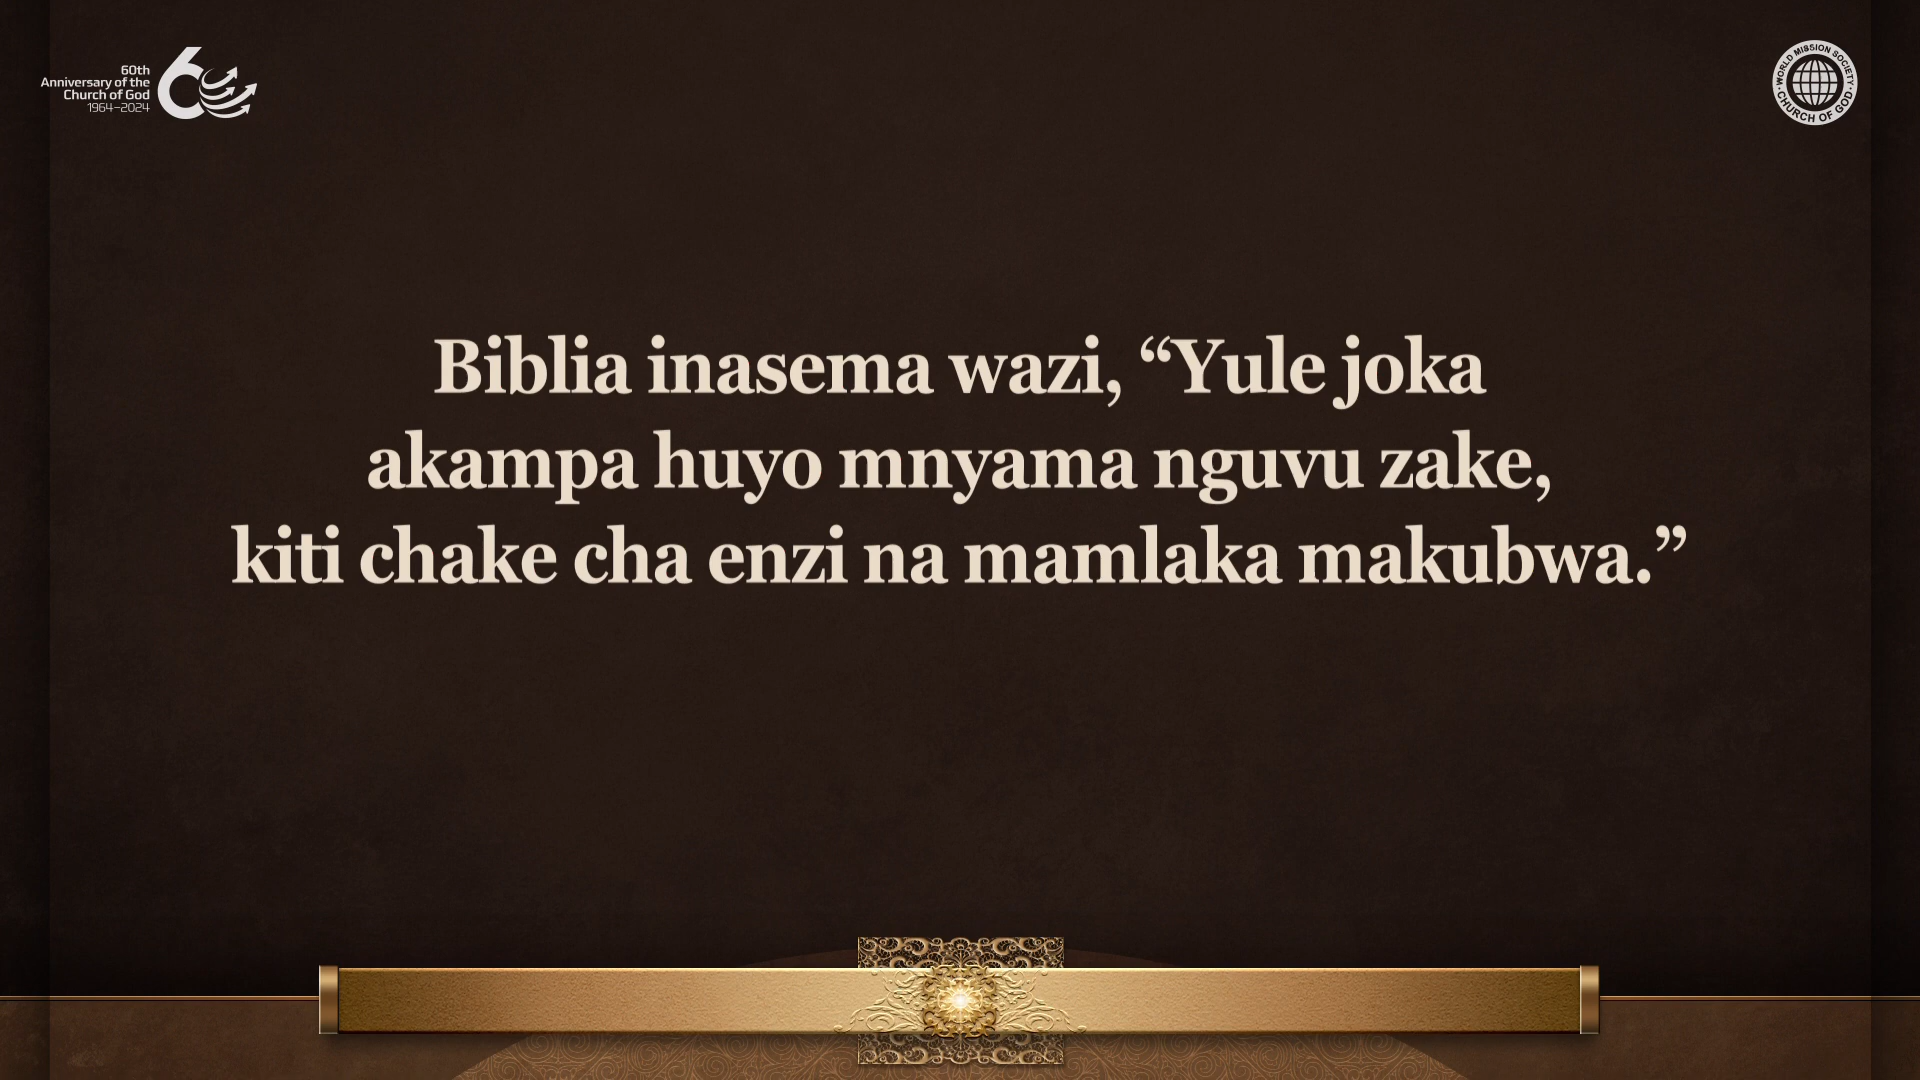 60th
Anniversary of the
Church of God
1964–2024
WORLD MISSION SOCIETY
CHURCH OF GOD
Biblia inasema wazi, “Yule joka
akampa huyo mnyama nguvu zake,
kiti chake cha enzi na mamlaka makubwa.”